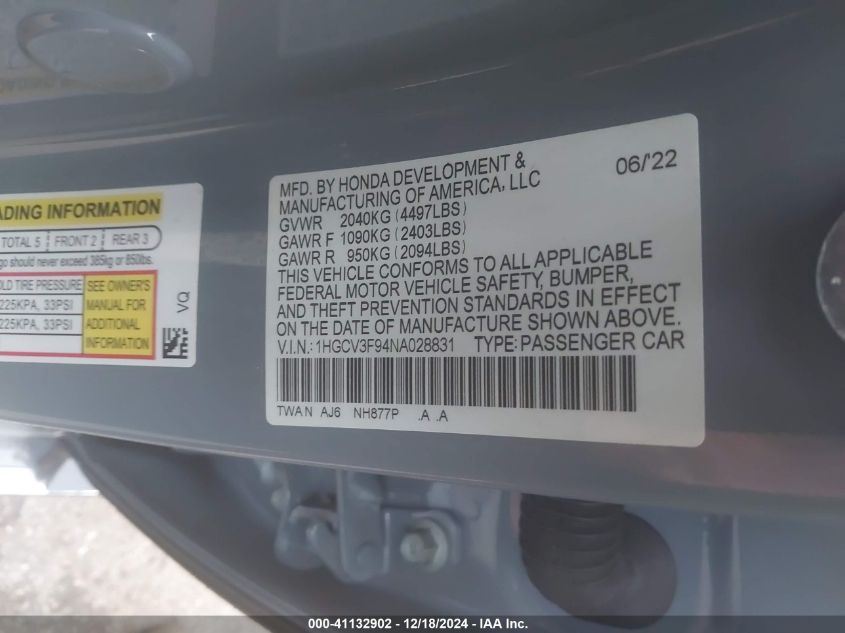 MFD. BY HONDA DEVELOPMENT &
MANUFACTURING OF AMERICA, LLC
06/'22
GVWR 2040KG (4497LBS)
GAWR F 1090KG (2403LBS)
GAWR R 950KG (2094LBS)
THIS VEHICLE CONFORMS TO ALL APPLICABLE
FEDERAL MOTOR VEHICLE SAFETY, BUMPER,
AND THEFT PREVENTION STANDARDS IN EFFECT
ON THE DATE OF MANUFACTURE SHOWN ABOVE.
V.I.N.: 1HGCV3F94NA028831 TYPE: PASSENGER CAR
TWAN AJ6 NH877P .A .A
ADING INFORMATION
TOTAL 5 FRONT 2 REAR 3
go should never exceed 385kg or 850lbs.
OLD TIRE PRESSURE
225KPA, 33PSI
225KPA, 33PSI
SEE OWNER'S
MANUAL FOR
ADDITIONAL
INFORMATION
VQ
000-41132902 - 12/18/2024 - IAA Inc.